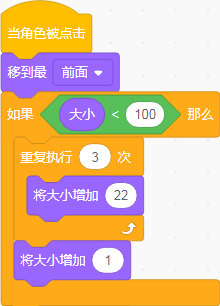 当角色被点击
移到最 前面
如果 大小 < 100 那么
重复执行 3 次
将大小增加 22
将大小增加 1